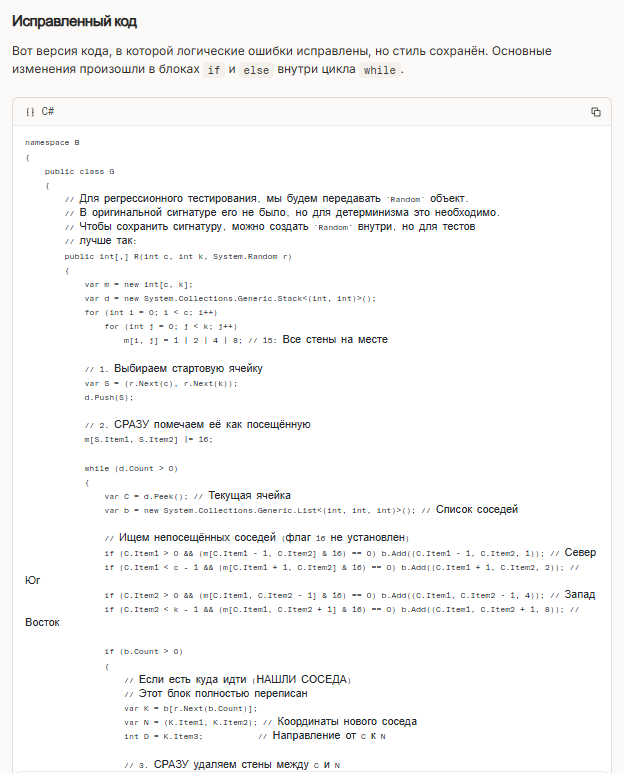 Исправленный код
Вот версия кода, в которой логические ошибки исправлены, но стиль сохранён. Основные
изменения произошли в блоках if и else внутри цикла while .
C#
namespace B
{
    public class G
    {
        // Для регрессионного тестирования, мы будем передавать `Random` объект.
        // В оригинальной сигнатуре его не было, но для детерминизма это необходимо.
        // Чтобы сохранить сигнатуру, можно создать `Random` внутри, но для тестов
        // лучше так:
        public int[,] R(int c, int k, System.Random r)
        {
            var m = new int[c, k];
            var d = new System.Collections.Generic.Stack<(int, int)>();
            for (int i = 0; i < c; i++)
                for (int j = 0; j < k; j++)
                    m[i, j] = 1 | 2 | 4 | 8; // 15: Все стены на месте

            // 1. Выбираем стартовую ячейку
            var S = (r.Next(c), r.Next(k));
            d.Push(S);

            // 2. СРАЗУ помечаем её как посещённую
            m[S.Item1, S.Item2] |= 16;

            while (d.Count > 0)
            {
                var C = d.Peek(); // Текущая ячейка
                var b = new System.Collections.Generic.List<(int, int, int)>(); // Список соседей

                // Ищем непосещённых соседей (флаг 16 не установлен)
                if (C.Item1 > 0 && (m[C.Item1 - 1, C.Item2] & 16) == 0) b.Add((C.Item1 - 1, C.Item2, 1)); // Север
                if (C.Item1 < c - 1 && (m[C.Item1 + 1, C.Item2] & 16) == 0) b.Add((C.Item1 + 1, C.Item2, 2)); //
Юг
                if (C.Item2 > 0 && (m[C.Item1, C.Item2 - 1] & 16) == 0) b.Add((C.Item1, C.Item2 - 1, 4)); // Запад
                if (C.Item2 < k - 1 && (m[C.Item1, C.Item2 + 1] & 16) == 0) b.Add((C.Item1, C.Item2 + 1, 8)); //
Восток

                if (b.Count > 0)
                {
                    // Если есть куда идти (НАШЛИ СОСЕДА)
                    // Этот блок полностью переписан
                    var K = b[r.Next(b.Count)];
                    var N = (K.Item1, K.Item2); // Координаты нового соседа
                    int D = K.Item3;            // Направление от C к N

                    // 3. СРАЗУ удаляем стены между C и N